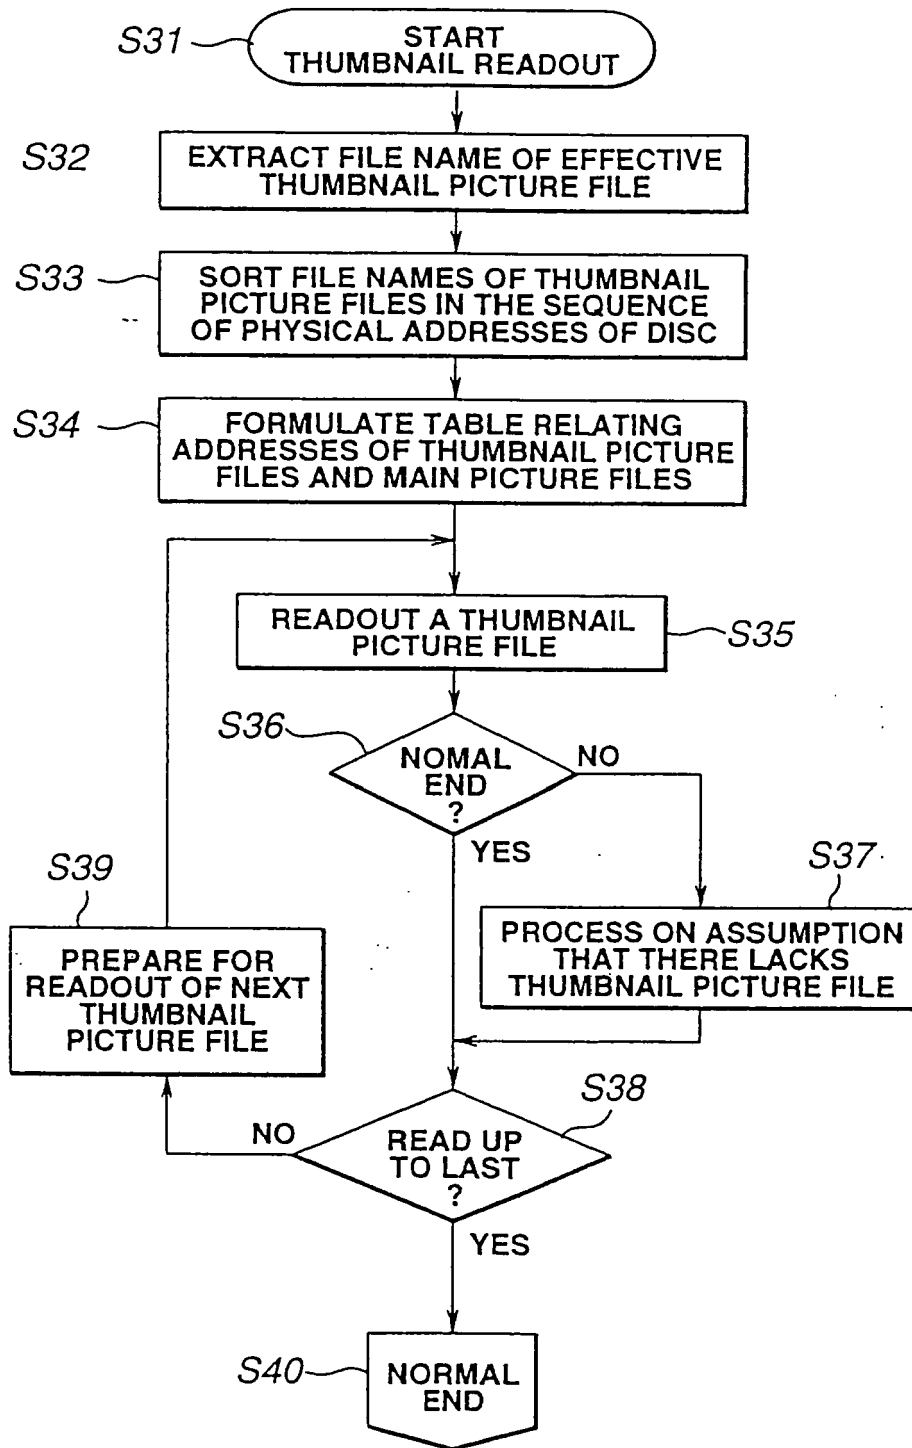 S31
START
THUMBNAIL READOUT
S32
EXTRACT FILE NAME OF EFFECTIVE
THUMBNAIL PICTURE FILE
S33
SORT FILE NAMES OF THUMBNAIL
PICTURE FILES IN THE SEQUENCE
OF PHYSICAL ADDRESSES OF DISC
S34
FORMULATE TABLE RELATING
ADDRESSES OF THUMBNAIL PICTURE
FILES AND MAIN PICTURE FILES
READOUT A THUMBNAIL
PICTURE FILE
S35
S36
NOMAL
END
?
NO
YES
S37
PROCESS ON ASSUMPTION
THAT THERE LACKS
THUMBNAIL PICTURE FILE
S39
PREPARE FOR
READOUT OF NEXT
THUMBNAIL
PICTURE FILE
S38
READ UP
TO LAST
?
NO
YES
S40
NORMAL
END